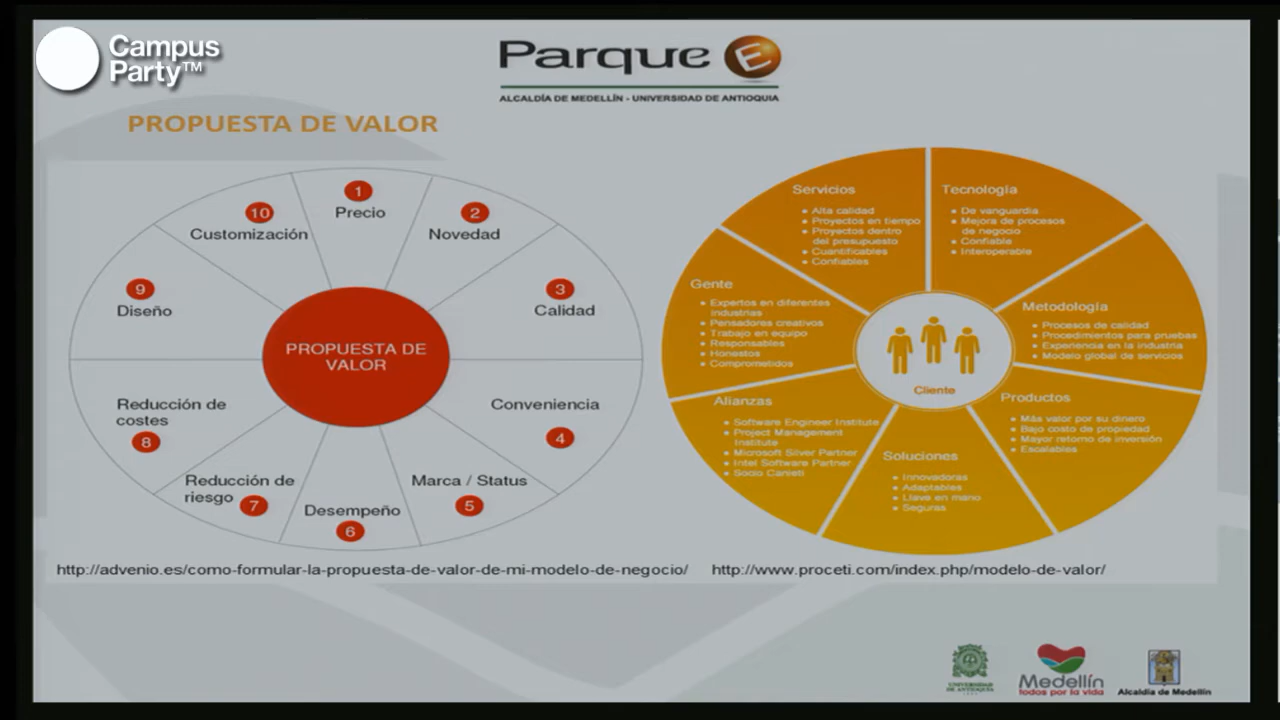 Campus
Party™
Parque E
ALCALDÍA DE MEDELLÍN - UNIVERSIDAD DE ANTIOQUIA
PROPUESTA DE VALOR
1
Precio
2
Novedad
3
Calidad
Conveniencia
4
Marca / Status
5
Desempeño
6
Reducción de
riesgo
7
Reducción de
costes
8
9
Diseño
10
Customización
PROPUESTA DE
VALOR
http://advenio.es/como-formular-la-propuesta-de-valor-de-mi-modelo-de-negocio/
Servicios
• Alta calidad
• Proyectos en tiempo
• Proyectos dentro
del presupuesto
• Cuantificables
• Confiables
Tecnología
• De vanguardia
• Mejora de procesos
de negocio
• Confiable
• Interoperable
Metodología
• Procesos de calidad
• Procedimientos para pruebas
• Experiencia en la industria
• Modelo global de servicios
Productos
• Más valor por su dinero
• Bajo costo de propiedad
• Mayor retorno de inversión
• Escalables
Soluciones
• Innovadoras
• Adaptables
• Llave en mano
• Seguras
Alianzas
• Software Engineer Institute
• Project Management
Institute
• Microsoft Silver Partner
• Intel Software Partner
• Socio Canieti
Gente
• Expertos en diferentes
industrias
• Pensadores creativos
• Trabajo en equipo
• Responsables
• Honestos
• Comprometidos
Cliente
http://www.proceti.com/index.php/modelo-de-valor/
UNIVERSIDAD
DE ANTIOQUIA
Medellín
todos por la vida
Alcaldía de Medellín